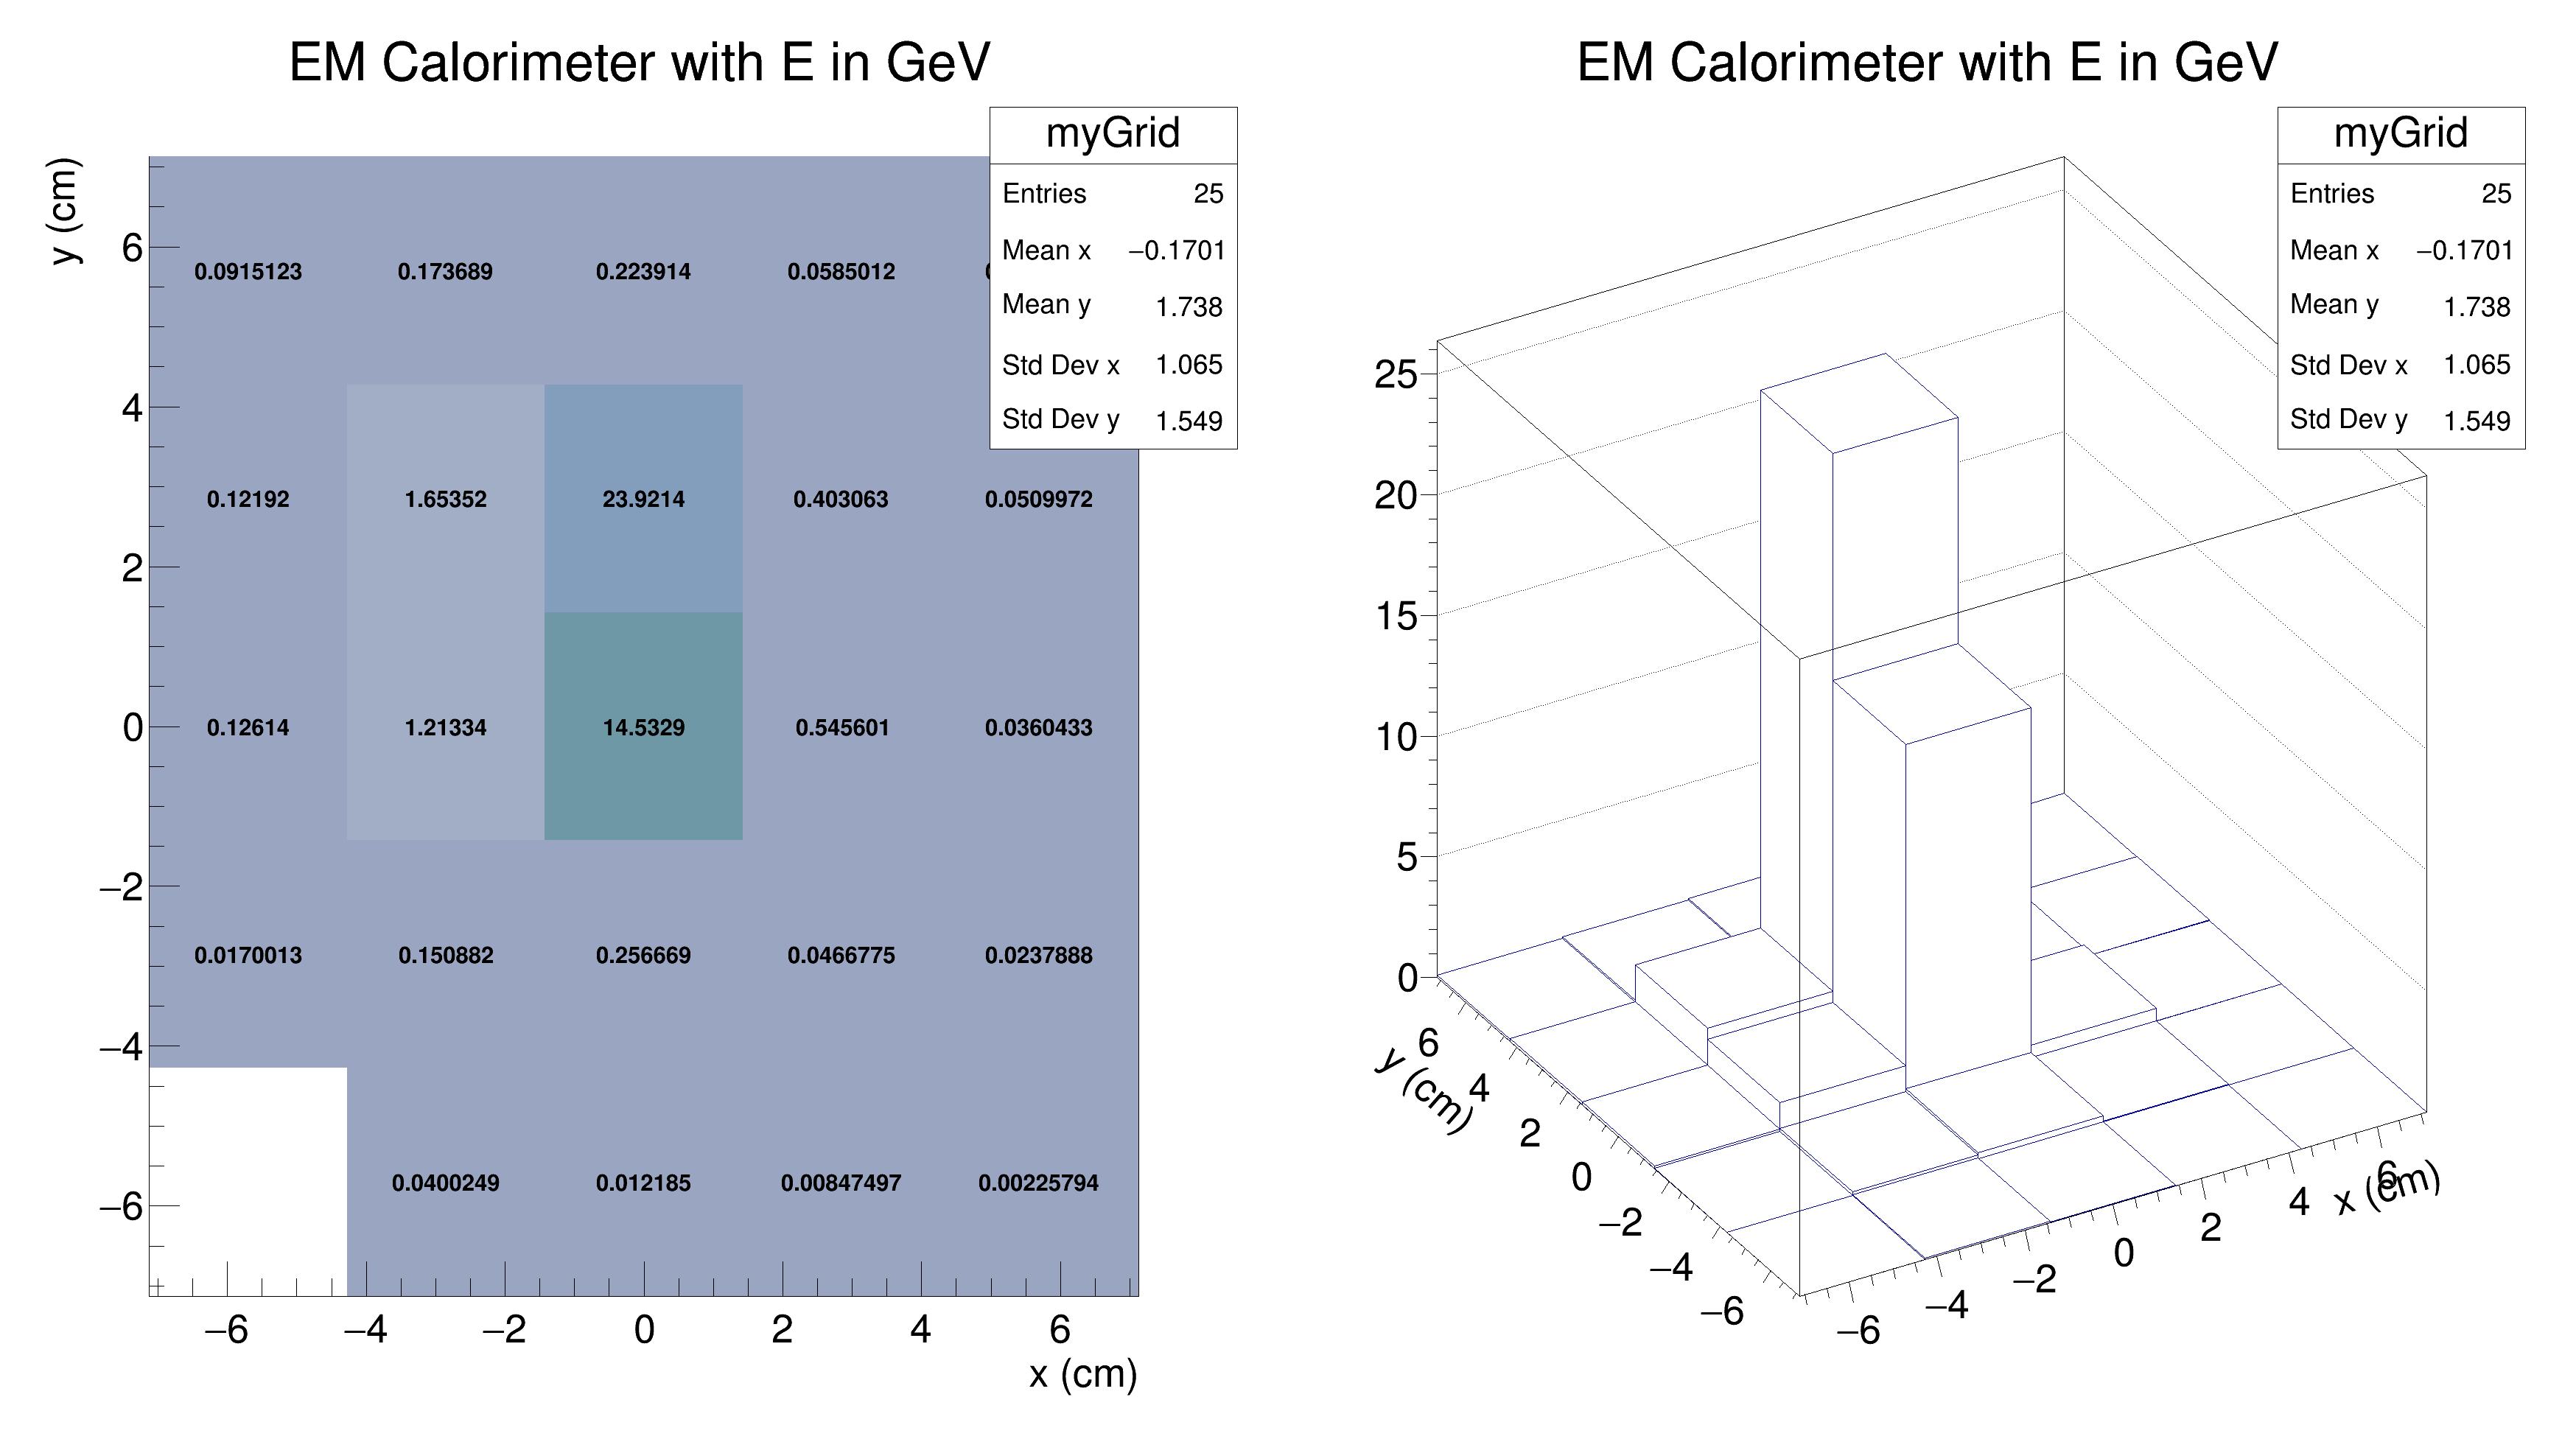 EM Calorimeter with E in GeV
myGrid
Entries 25
Mean x −0.1701
Mean y 1.738
Std Dev x 1.065
Std Dev y 1.549
y (cm)
6
4
2
0
−2
−4
−6
0.0915123 0.173689 0.223914 0.0585012
0.12192 1.65352 23.9214 0.403063 0.0509972
0.12614 1.21334 14.5329 0.545601 0.0360433
0.0170013 0.150882 0.256669 0.0466775 0.0237888
0.0400249 0.012185 0.00847497 0.00225794
−6 −4 −2 0 2 4 6
x (cm)
EM Calorimeter with E in GeV
myGrid
Entries 25
Mean x −0.1701
Mean y 1.738
Std Dev x 1.065
Std Dev y 1.549
25
20
15
10
5
0
y (cm)
6
4
2
0
−2
−4
−6
−6 −4 −2 0 2 4 6
x (cm)